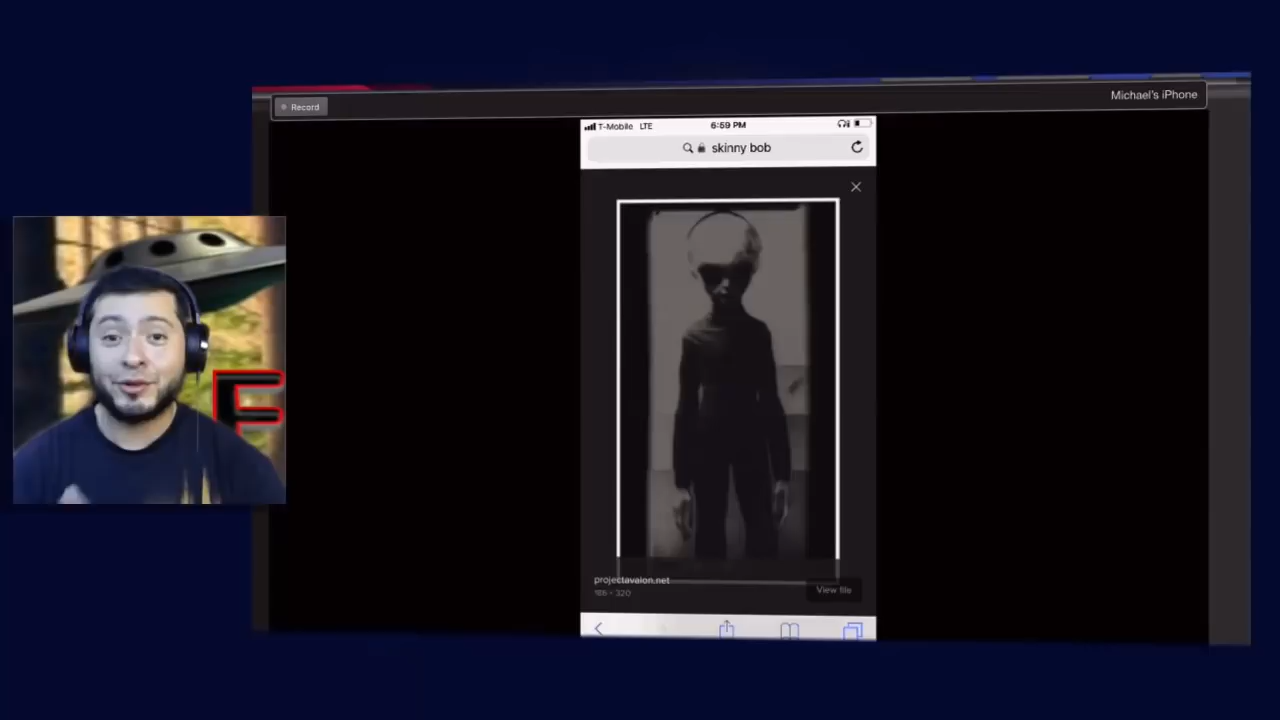 Record
Michael's iPhone
T-Mobile LTE 6:59 PM
skinny bob
E
projectavalon.net
View file